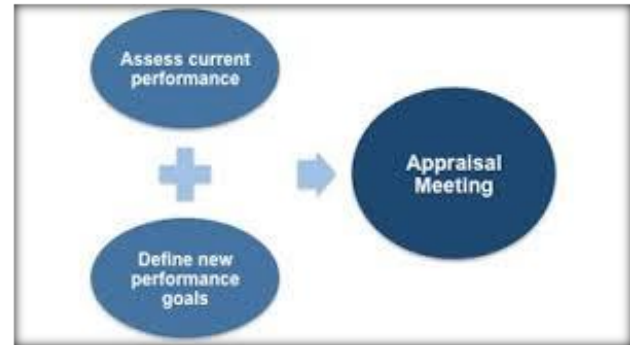 Assess current
performance
Appraisal
Meeting
Define new
performance
goals